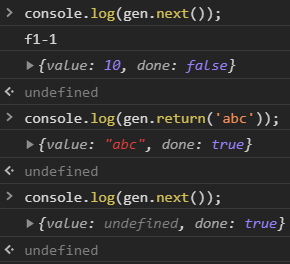 > console.log(gen.next());
f1-1
▶{value: 10, done: false}
undefined
> console.log(gen.return('abc'));
▶{value: "abc", done: true}
undefined
> console.log(gen.next());
▶{value: undefined, done: true}
undefined